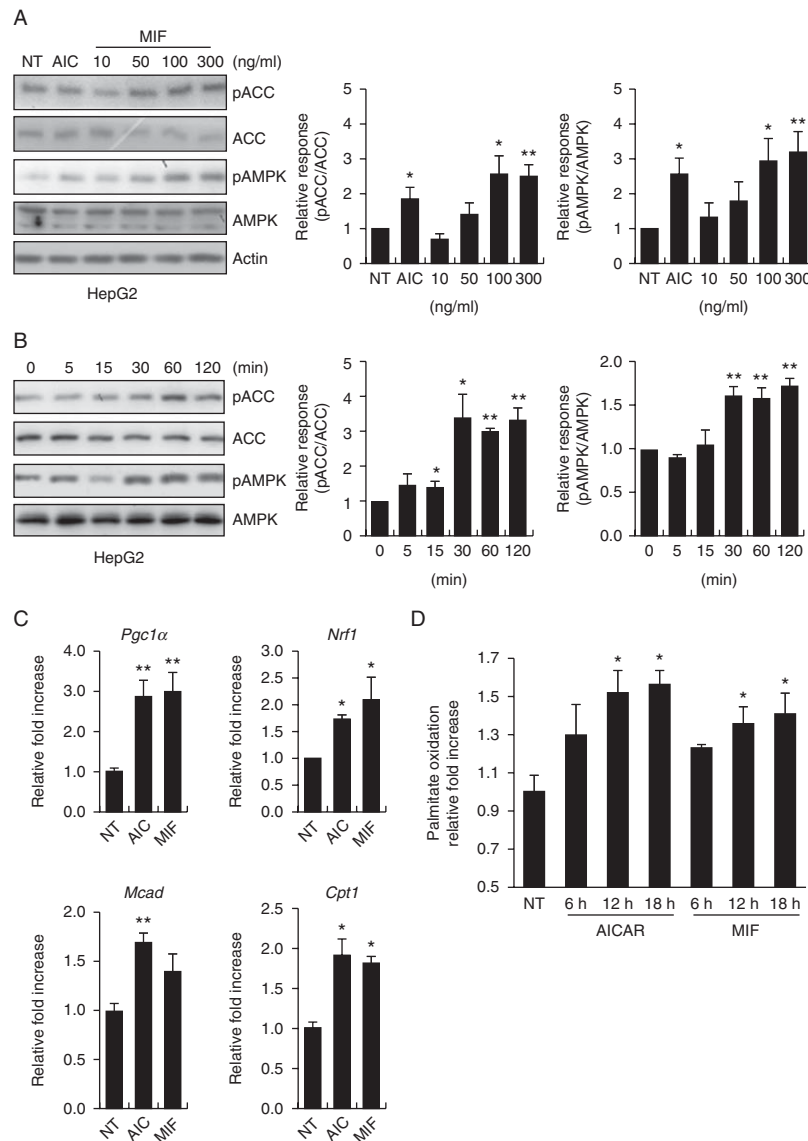 A
MIF
NT AIC 10 50 100 300 (ng/ml)
pACC
ACC
pAMPK
AMPK
Actin
HepG2
Relative response
(pACC/ACC)
5
4
3
2
1
0
* * **
NT AIC 10 50 100 300
(ng/ml)
Relative response
(pAMPK/AMPK)
5
4
3
2
1
0
* * **
NT AIC 10 50 100 300
(ng/ml)
B
0 5 15 30 60 120 (min)
pACC
ACC
pAMPK
AMPK
HepG2
Relative response
(pACC/ACC)
5
4
3
2
1
0
* * ** **
0 5 15 30 60 120
(min)
Relative response
(pAMPK/AMPK)
2.0
1.5
1.0
0.5
0.0
** ** **
0 5 15 30 60 120
(min)
C
Pgc1α
Relative fold increase
4.0
3.0
2.0
1.0
0.0
** **
NT AIC MIF
Nrf1
Relative fold increase
3.0
2.5
2.0
1.5
1.0
0.5
0.0
* *
NT AIC MIF
Mcad
Relative fold increase
2.0
1.5
1.0
0.5
0.0
**
NT AIC MIF
Cpt1
Relative fold increase
2.5
2.0
1.5
1.0
0.5
0.0
* *
NT AIC MIF
D
Palmitate oxidation
relative fold increase
1.7
1.5
1.3
1.1
0.9
0.7
0.5
* * * *
NT 6 h 12 h 18 h 6 h 12 h 18 h
AICAR MIF